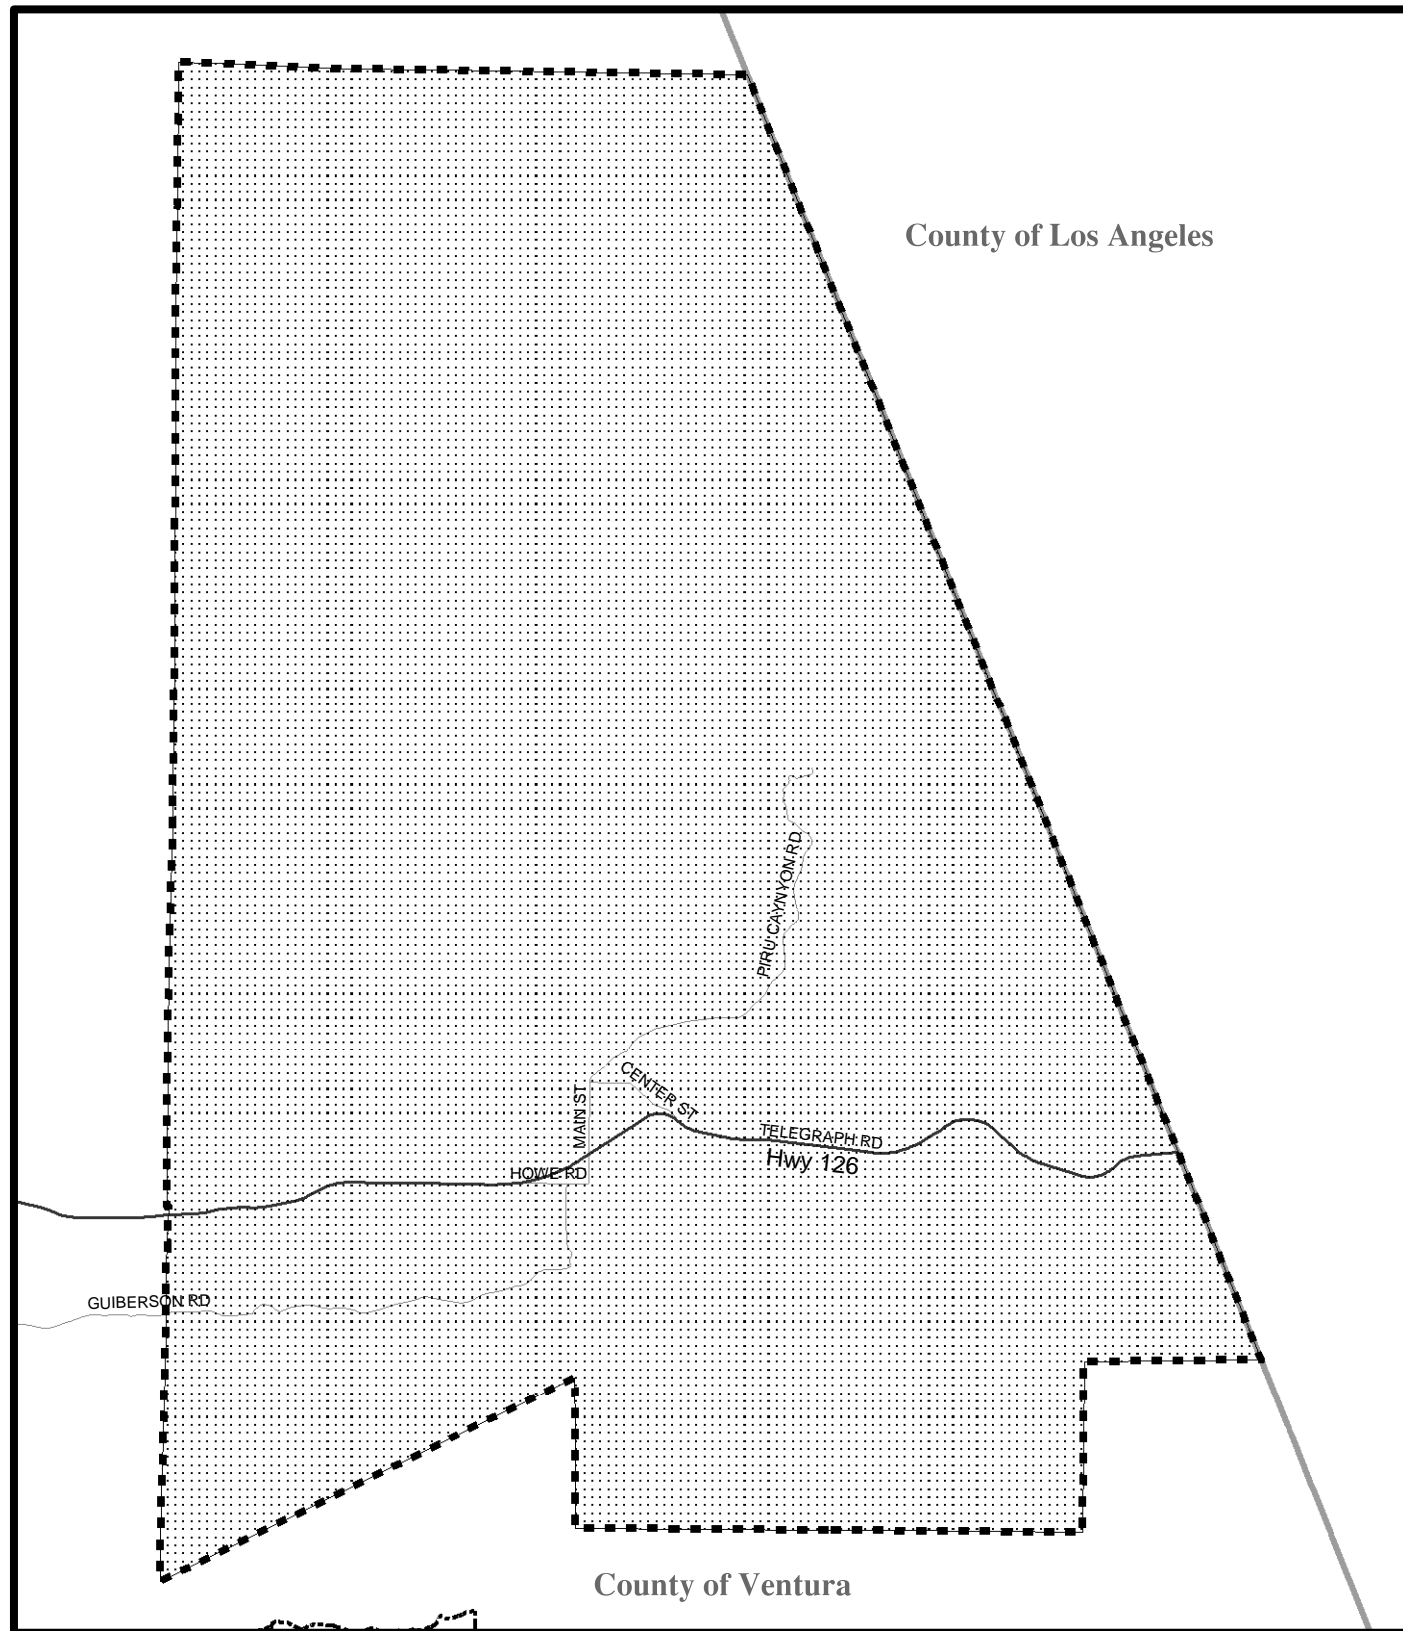 County of Los Angeles
PIRU CAYNYON RD
CENTER ST
MAIN ST
TELEGRAPH RD
Hwy 126
HOWE RD
GUIBERSON RD
County of Ventura